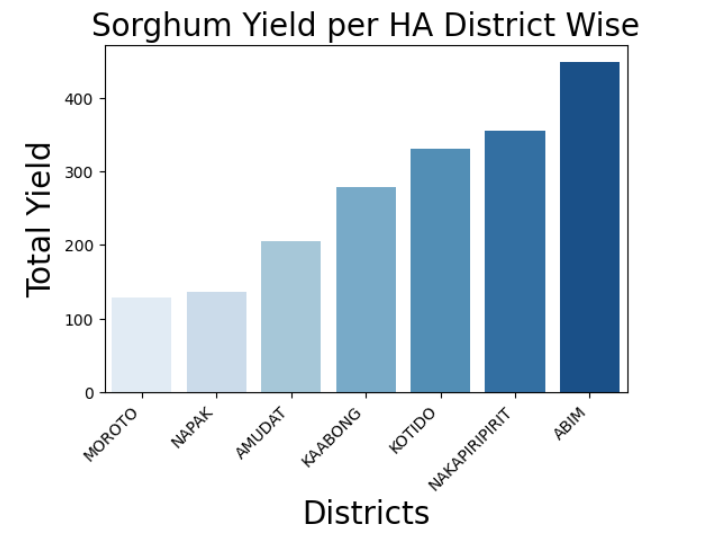 Sorghum Yield per HA District Wise
Total Yield
400
300
200
100
0
MOROTO
NAPAK
AMUDAT
KAABONG
KOTIDO
NAKAPIRIPIRIT
ABIM
Districts